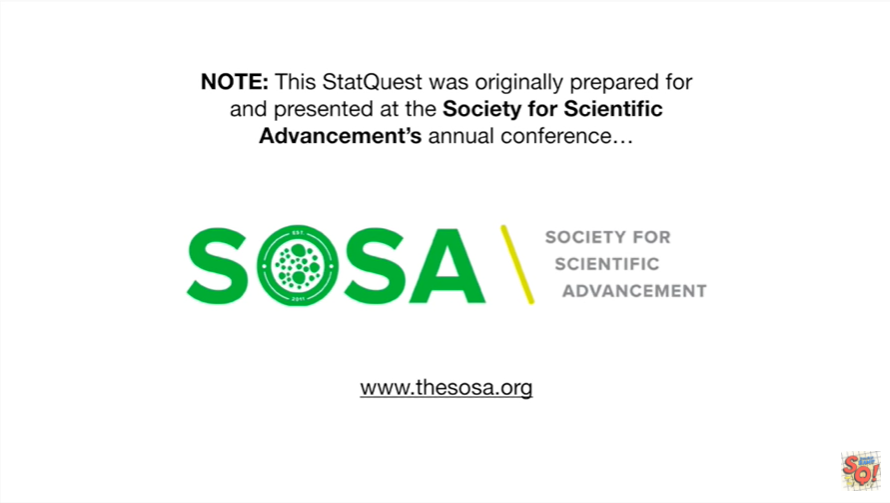 NOTE: This StatQuest was originally prepared for
and presented at the Society for Scientific
Advancement’s annual conference…
SOSA
EST
2011
SOCIETY FOR
SCIENTIFIC
ADVANCEMENT
www.thesosa.org
SQ!